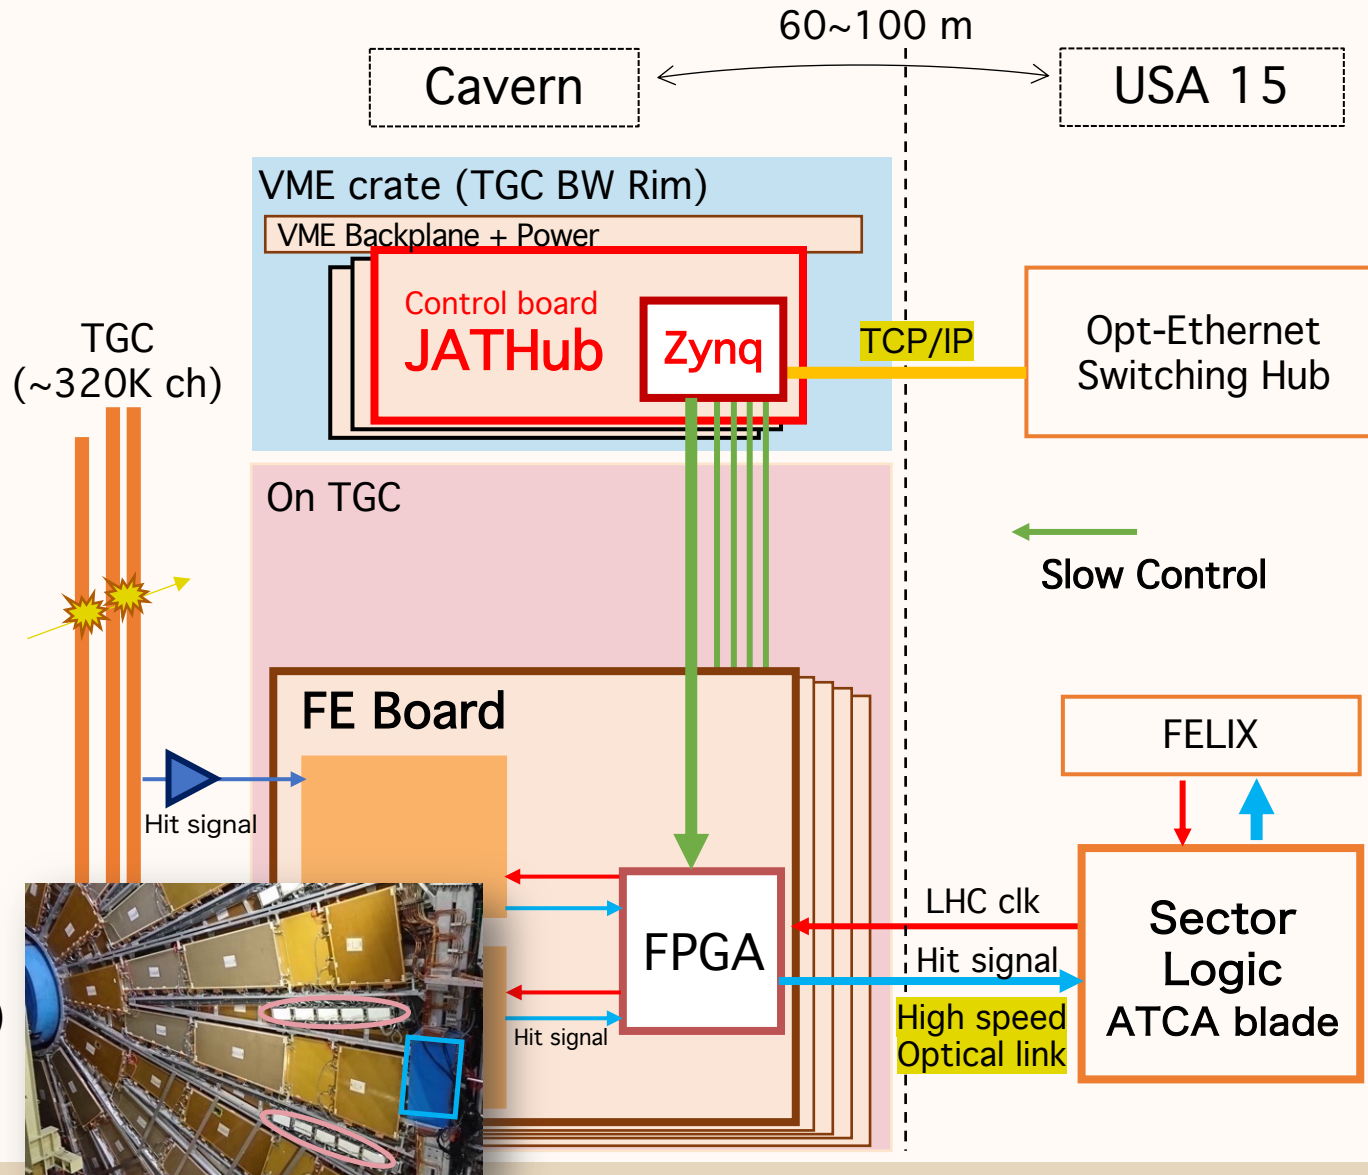 60~100 m
Cavern
USA 15
VME crate (TGC BW Rim)
VME Backplane + Power
Control board
JATHub
Zynq
TCP/IP
Opt-Ethernet
Switching Hub
TGC
(~320K ch)
On TGC
Slow Control
FE Board
Hit signal
FELIX
FPGA
LHC clk
Hit signal
High speed
Optical link
Sector
Logic
ATCA blade
Hit signal
)